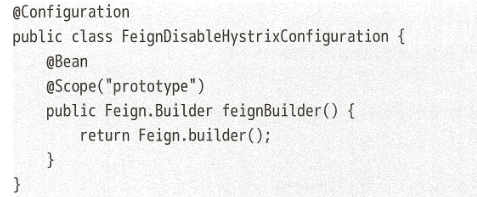 @Configuration
public class FeignDisableHystrixConfiguration {
    @Bean
    @Scope("prototype")
    public Feign.Builder feignBuilder() {
        return Feign.builder();
    }
}